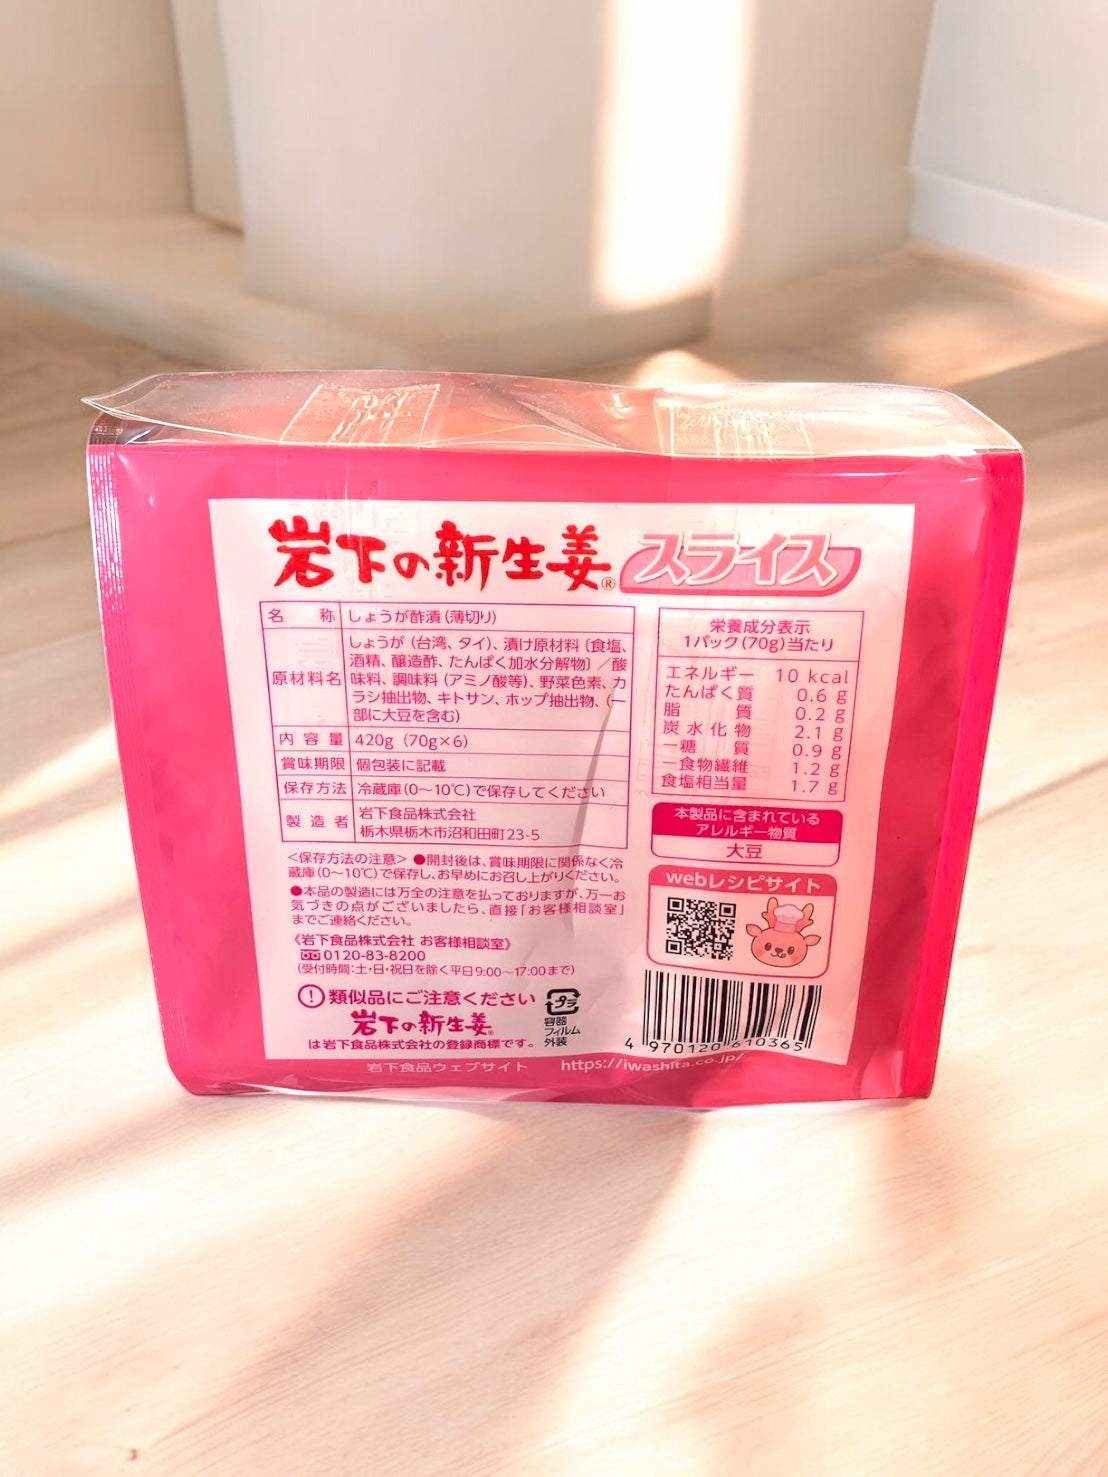 岩下の新生姜® スライス
名称 しょうが酢漬(薄切り)
原材料名 しょうが(台湾、タイ)、漬け原材料〔食塩、
酒精、醸造酢、たんぱく加水分解物〕/酸
味料、調味料(アミノ酸等)、野菜色素、カ
ラシ抽出物、キトサン、ホップ抽出物、(一
部に大豆を含む)
内容量 420g(70g×6)
賞味期限 個包装に記載
保存方法 冷蔵庫(0~10℃)で保存してください
製造者 岩下食品株式会社
栃木県栃木市沼和田町23-5
栄養成分表示
1パック(70g)当たり
エネルギー 10 kcal
たんぱく質 0.6 g
脂質 0.2 g
炭水化物 2.1 g
-糖質 0.9 g
-食物繊維 1.2 g
食塩相当量 1.7 g
本製品に含まれている
アレルギー物質
大豆
webレシピサイト
<保存方法の注意> ●開封後は、賞味期限に関係なく冷
蔵庫(0~10℃)で保存し、お早めにお召し上がりください。
●本品の製造には万全の注意を払っておりますが、万一お
気づきの点がございましたら、直接「お客様相談室」
までご連絡ください。
《岩下食品株式会社 お客様相談室》
0120-83-8200
(受付時間:土・日・祝日を除く平日9:00~17:00まで)
! 類似品にご注意ください
岩下の新生姜®
は岩下食品株式会社の登録商標です。
プラ
容器
フィルム
外装
4 970120 610365
岩下食品ウェブサイト https://iwashita.co.jp/